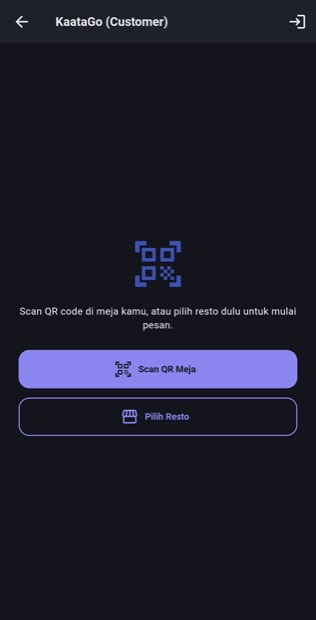 KaataGo (Customer)
Scan QR code di meja kamu, atau pilih resto dulu untuk mulai
pesan.
Scan QR Meja
Pilih Resto